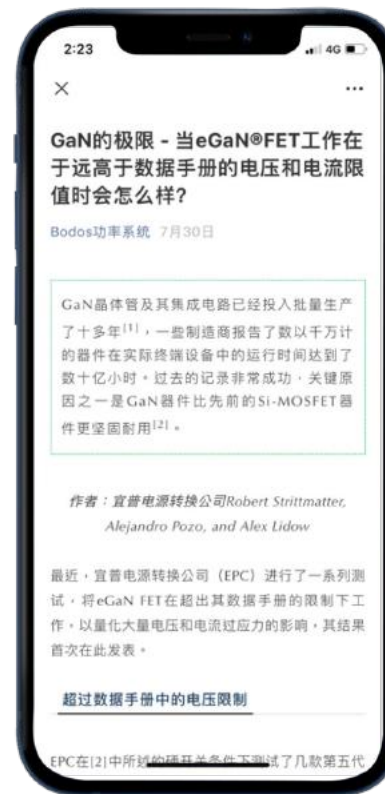 2:23
4G
GaN的极限 - 当eGaN®FET工作在
于远高于数据手册的电压和电流限
值时会怎么样?
Bodos功率系统 7月30日
GaN晶体管及其集成电路已经投入批量生产
了十多年[1],一些制造商报告了数以千万计
的器件在实际终端设备中的运行时间达到了
数十亿小时。过去的记录非常成功,关键原
因之一是GaN器件比先前的Si-MOSFET器
件更坚固耐用[2]。
作者:宜普电源转换公司Robert Strittmatter,
Alejandro Pozo, and Alex Lidow
最近,宜普电源转换公司(EPC)进行了一系列测
试,将eGaN FET在超出其数据手册的限制下工
作,以量化大量电压和电流过应力的影响,其结果
首次在此发表。
超过数据手册中的电压限制
EPC在[2]中所述的硬开关条件下测试了几款第五代